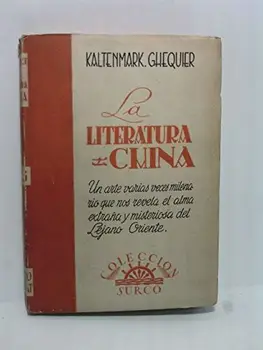 KALTENMARK. GHEQUIER
La
LITERATURA
CHINA
Un arte varias veces milena
rio que nos revela el alma
extraña y misteriosa del
Lejano Oriente.
COLECCION
SURCO